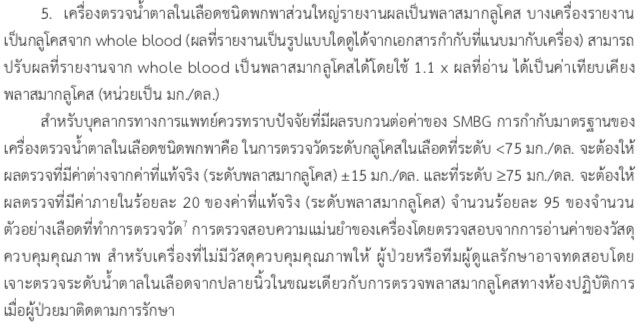 5. เครื่องตรวจน้ำตาลในเลือดชนิดพกพาส่วนใหญ่รายงานผลเป็นพลาสมากลูโคส บางเครื่องรายงาน
เป็นกลูโคสจาก whole blood (ผลที่รายงานเป็นรูปแบบใดดูได้จากเอกสารกำกับที่แนบมากับเครื่อง) สามารถ
ปรับผลที่รายงานจาก whole blood เป็นพลาสมากลูโคสได้โดยใช้ 1.1 x ผลที่อ่าน ได้เป็นค่าเทียบเคียง
พลาสมากลูโคส (หน่วยเป็น มก./ดล.)
สำหรับบุคลากรทางการแพทย์ควรทราบปัจจัยที่มีผลรบกวนต่อค่าของ SMBG การกำกับมาตรฐานของ
เครื่องตรวจน้ำตาลในเลือดชนิดพกพาคือ ในการตรวจวัดระดับกลูโคสในเลือดที่ระดับ <75 มก./ดล. จะต้องให้
ผลตรวจที่มีค่าต่างจากค่าที่แท้จริง (ระดับพลาสมากลูโคส) ±15 มก./ดล. และที่ระดับ ≥75 มก./ดล. จะต้องให้
ผลตรวจที่มีค่าภายในร้อยละ 20 ของค่าที่แท้จริง (ระดับพลาสมากลูโคส) จำนวนร้อยละ 95 ของจำนวน
ตัวอย่างเลือดที่ทำการตรวจวัด⁷ การตรวจสอบความแม่นยำของเครื่องโดยตรวจสอบจากการอ่านค่าของวัสดุ
ควบคุมคุณภาพ สำหรับเครื่องที่ไม่มีวัสดุควบคุมคุณภาพให้ ผู้ป่วยหรือทีมผู้ดูแลรักษาอาจทดสอบโดย
เจาะตรวจระดับน้ำตาลในเลือดจากปลายนิ้วในขณะเดียวกับการตรวจพลาสมากลูโคสทางห้องปฏิบัติการ
เมื่อผู้ป่วยมาติดตามการรักษา